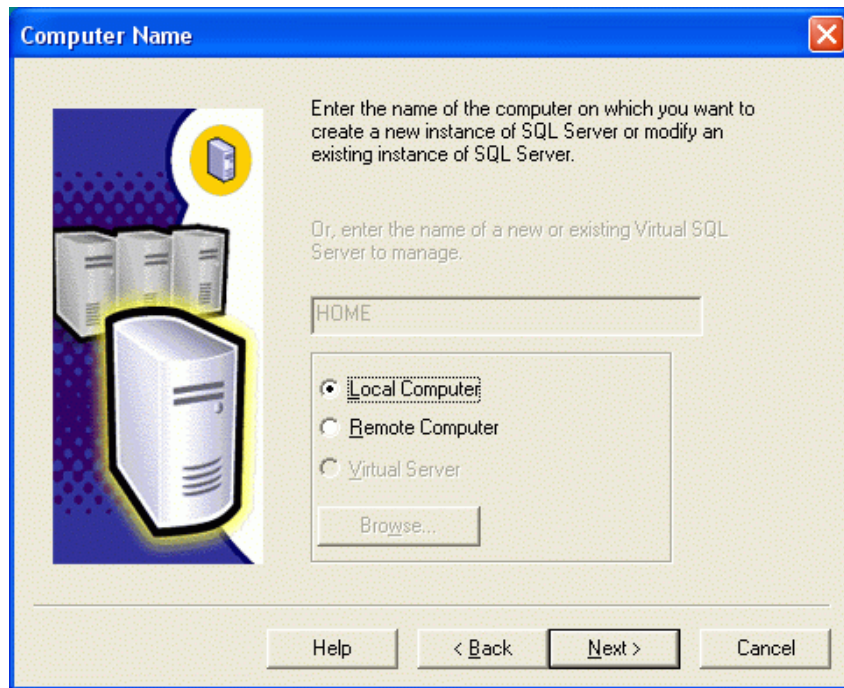 Computer Name
Enter the name of the computer on which you want to
create a new instance of SQL Server or modify an
existing instance of SQL Server.
Or, enter the name of a new or existing Virtual SQL
Server to manage.
HOME
Local Computer
Remote Computer
Virtual Server
Browse...
Help
< Back
Next >
Cancel